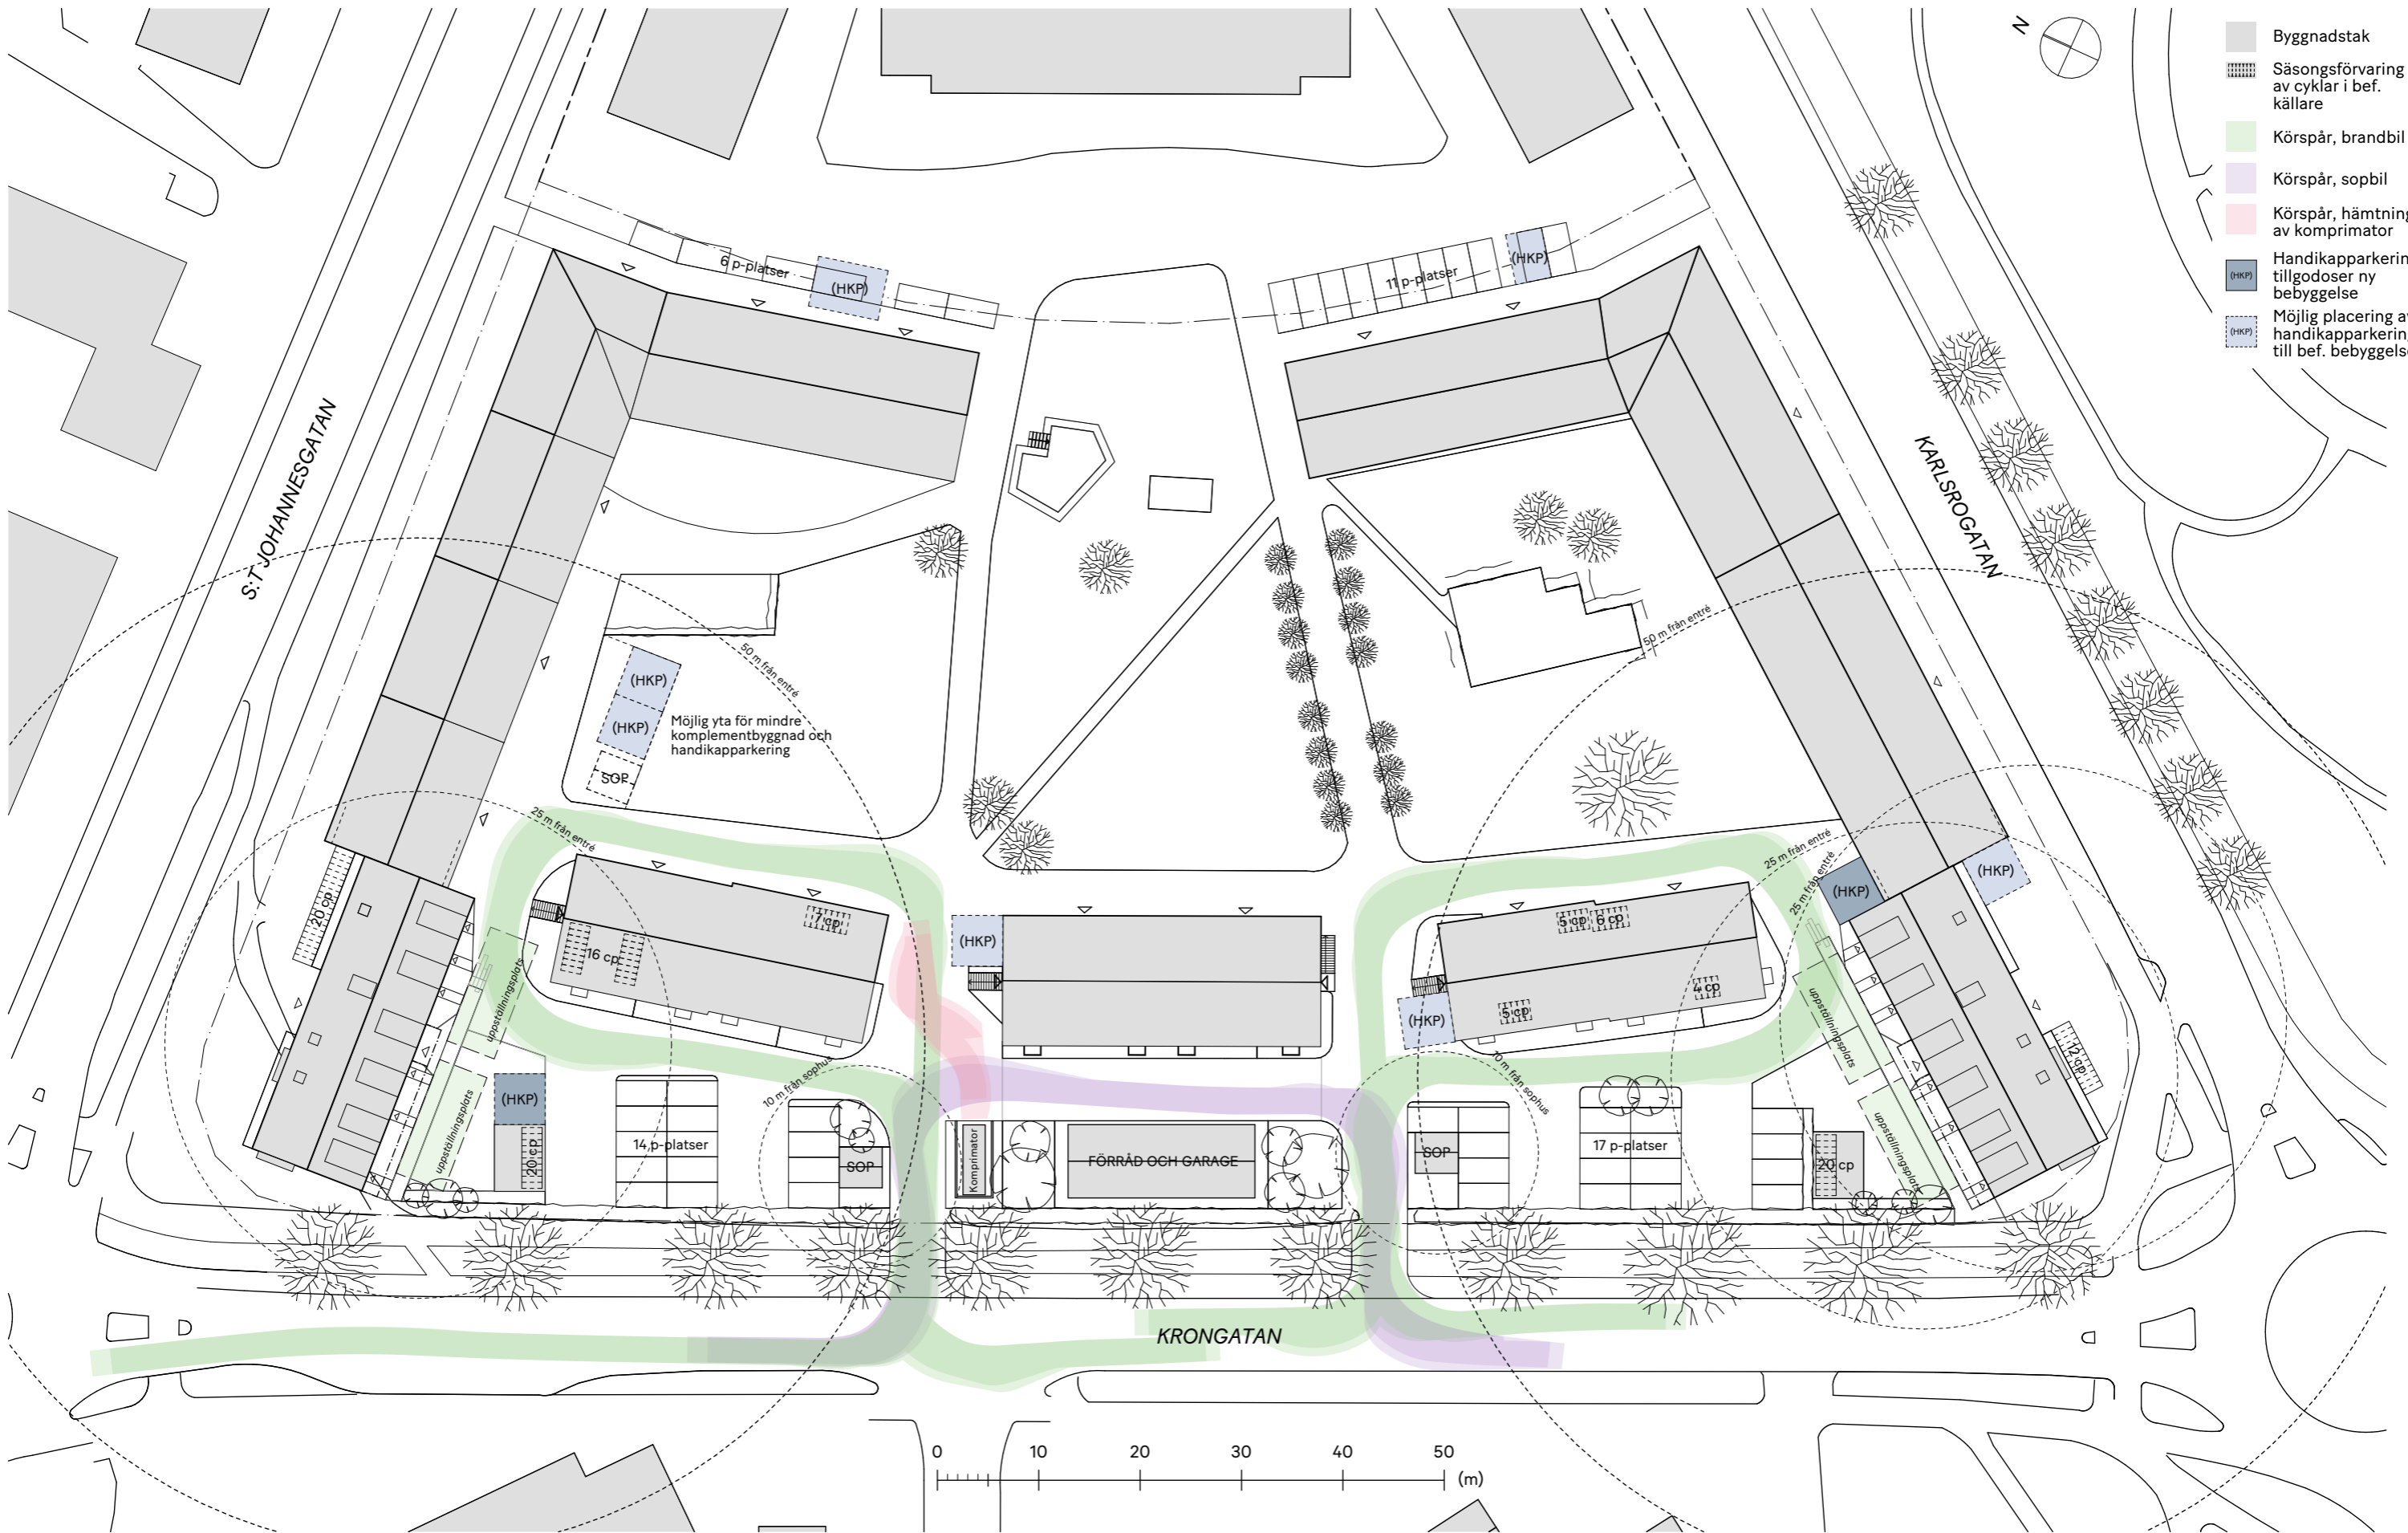 N
Byggnadstak
Säsongsförvaring
av cyklar i bef.
källare
Körspår, brandbil
Körspår, sopbil
Körspår, hämtning
av komprimator
(HKP)
Handikapparkerin
tillgodoser ny
bebyggelse
(HKP)
Möjlig placering av
handikapparkering
till bef. bebyggelse
6 p-platser
(HKP)
11 p-platser
(HKP)
S:T JOHANNESGATAN
KARLSROGATAN
50 m från entré
50 m från entré
(HKP)
(HKP)
SOP
Möjlig yta för mindre
komplementbyggnad och
handikapparkering
25 m från entré
25 m från entré
25 m från entré
20 cp
7 cp
16 cp
(HKP)
5 cp
6 cp
4 cp
5 cp
(HKP)
(HKP)
(HKP)
uppställningsplats
uppställningsplats
uppställningsplats
uppställningsplats
12 cp
10 m från sophus
10 m från sophus
(HKP)
20 cp
14 p-platser
SOP
Komprimator
FÖRRÅD OCH GARAGE
SOP
17 p-platser
20 cp
KRONGATAN
0 10 20 30 40 50
(m)